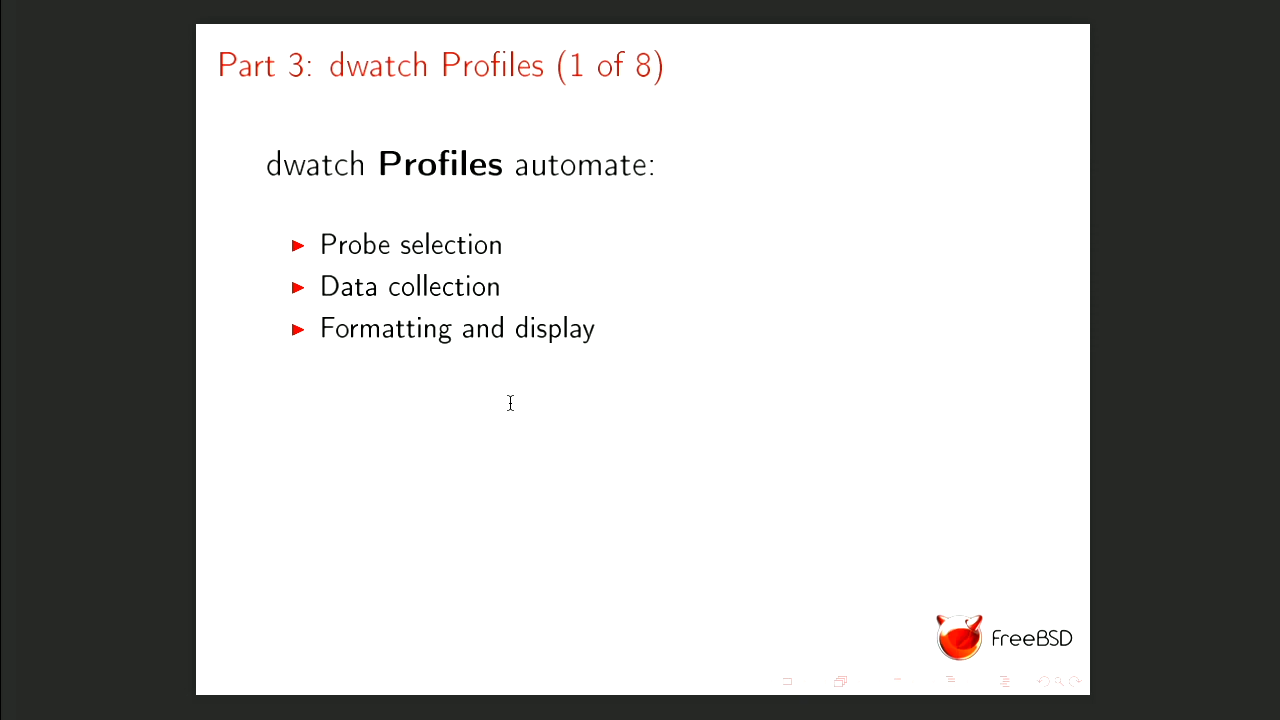 Part 3: dwatch Profiles (1 of 8)
dwatch Profiles automate:
Probe selection
Data collection
Formatting and display
FreeBSD